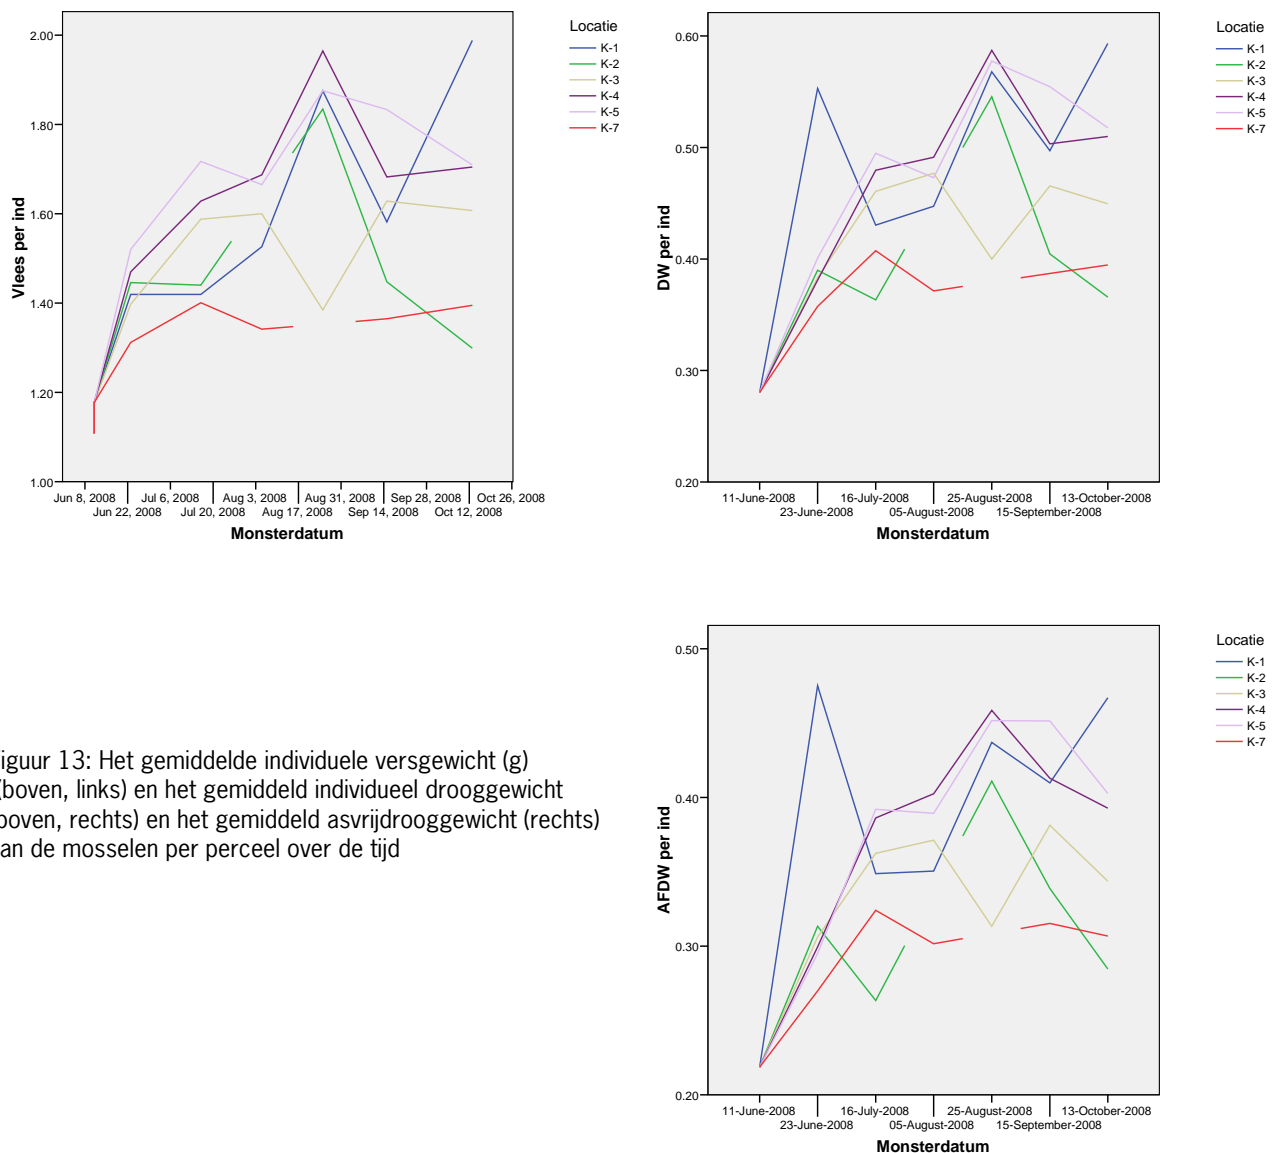 2.00
1.80
1.60
1.40
1.20
1.00
Vlees per ind
Jun 8, 2008
Jun 22, 2008
Jul 6, 2008
Jul 20, 2008
Aug 3, 2008
Aug 17, 2008
Aug 31, 2008
Sep 14, 2008
Sep 28, 2008
Oct 12, 2008
Oct 26, 2008
Monsterdatum
Locatie
K-1
K-2
K-3
K-4
K-5
K-7
0.60
0.50
0.40
0.30
0.20
DW per ind
11-June-2008
23-June-2008
16-July-2008
05-August-2008
25-August-2008
15-September-2008
13-October-2008
Monsterdatum
Locatie
K-1
K-2
K-3
K-4
K-5
K-7
iguur 13: Het gemiddelde individuele versgewicht (g)
(boven, links) en het gemiddeld individueel drooggewicht
boven, rechts) en het gemiddeld asvrijdrooggewicht (rechts)
an de mosselen per perceel over de tijd
0.50
0.40
0.30
0.20
AFDW per ind
11-June-2008
23-June-2008
16-July-2008
05-August-2008
25-August-2008
15-September-2008
13-October-2008
Monsterdatum
Locatie
K-1
K-2
K-3
K-4
K-5
K-7